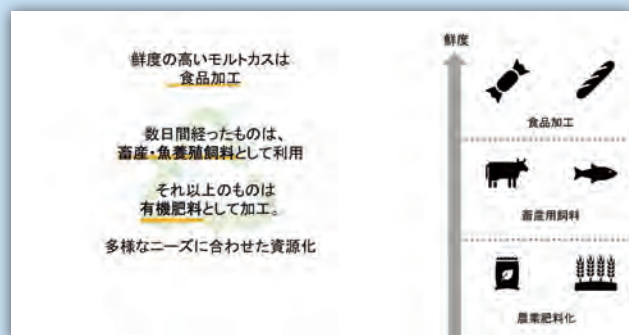 鮮度の高いモルトカスは
食品加工
数日間経ったものは、
畜産・魚養殖飼料として利用
それ以上のものは
有機肥料として加工。
多様なニーズに合わせた資源化
鮮度
食品加工
畜産用飼料
農業肥料化